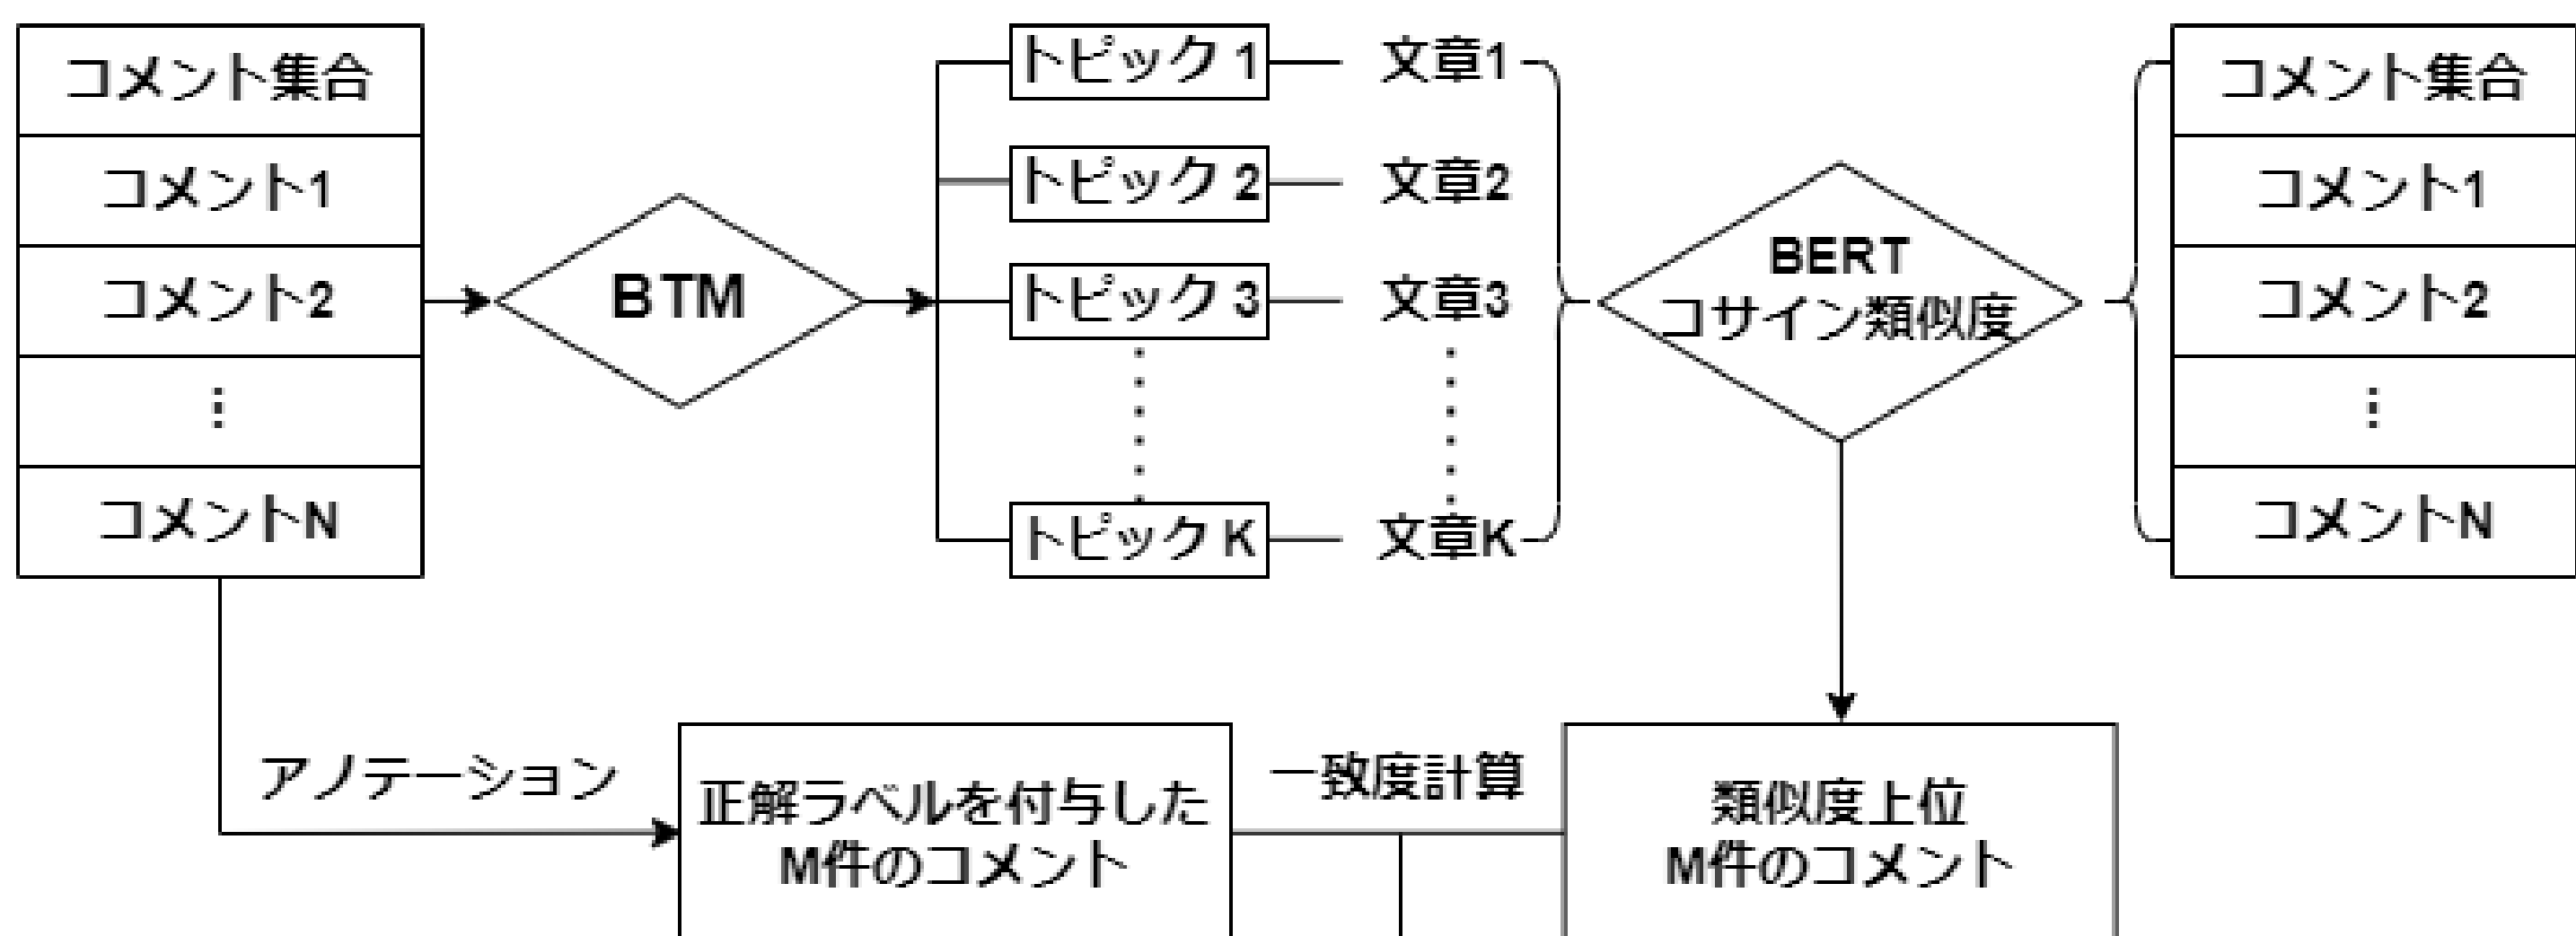 コメント集合
コメント1
コメント2
⋮
コメントN
BTM
トピック 1
文章1
トピック 2
文章2
トピック 3
文章3
トピック K
文章K
BERT
コサイン類似度
コメント集合
コメント1
コメント2
⋮
コメントN
アノテーション
正解ラベルを付与した
M件のコメント
一致度計算
類似度上位
M件のコメント